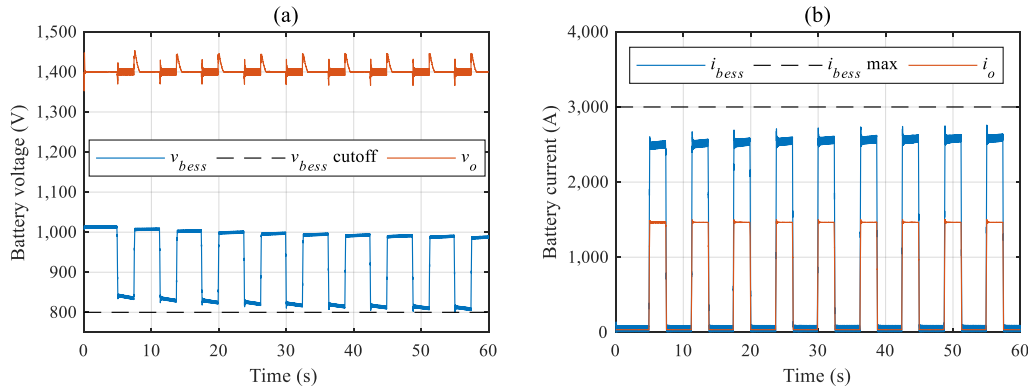 (a)
1,500
1,400
1,300
1,200
1,100
1,000
900
800
Battery voltage (V)
v_bess
v_bess cutoff
v_o
0 10 20 30 40 50 60
Time (s)
(b)
4,000
3,000
2,000
1,000
0
Battery current (A)
i_bess
i_bess max
i_o
0 10 20 30 40 50 60
Time (s)